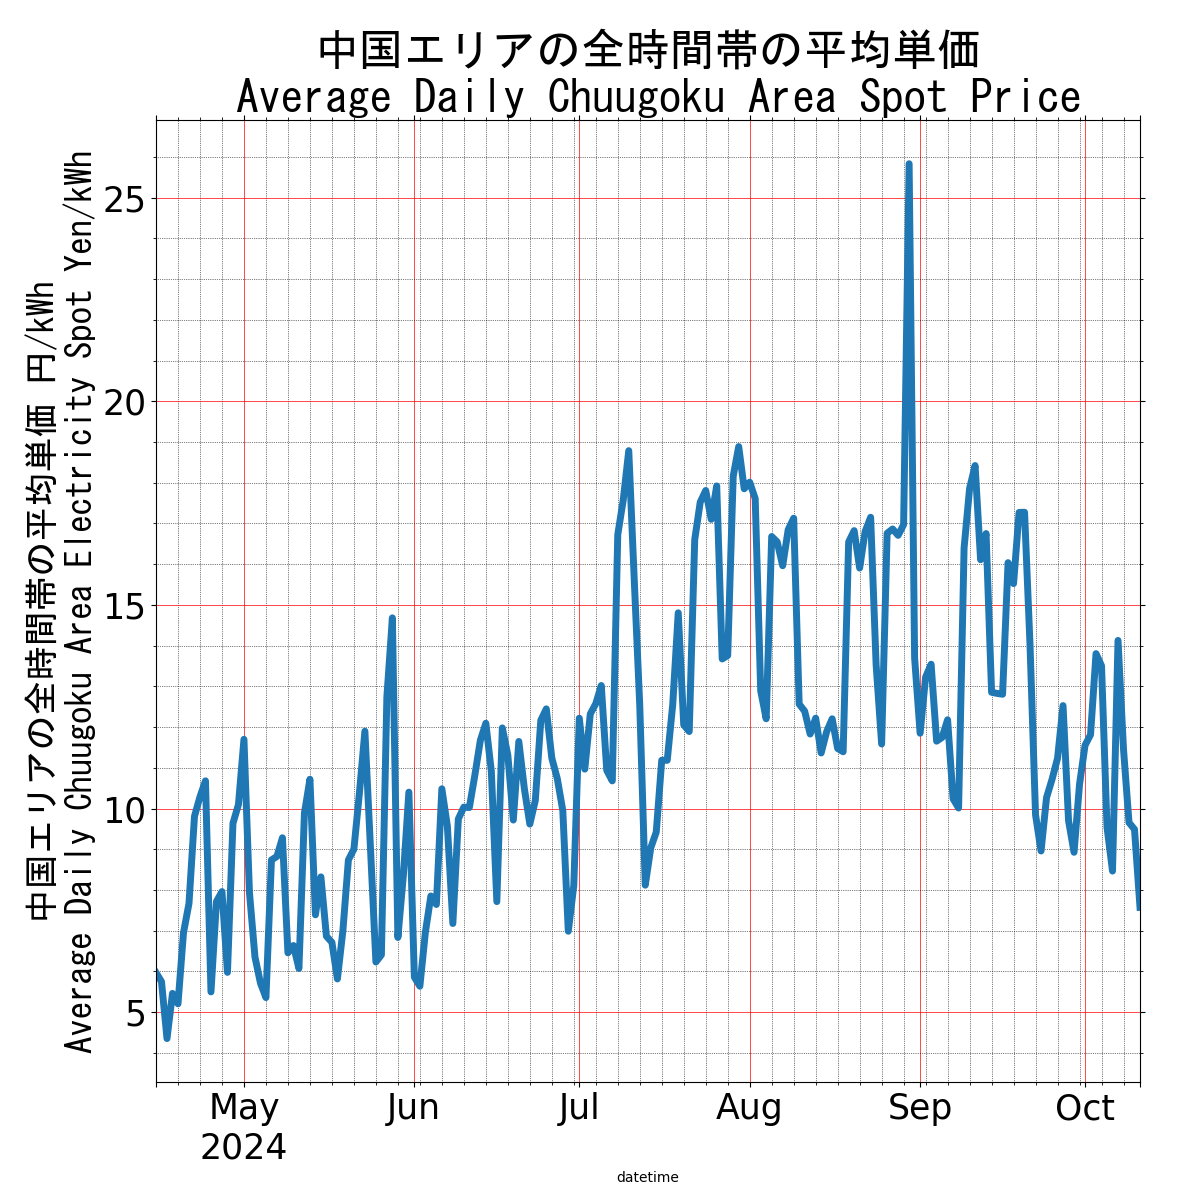 中国エリアの全時間帯の平均単価
Average Daily Chuugoku Area Spot Price
中国エリアの全時間帯の平均単価 円/kWh
Average Daily Chuugoku Area Electricity Spot Yen/kWh
25
20
15
10
5
May
Jun
Jul
Aug
Sep
Oct
2024
datetime